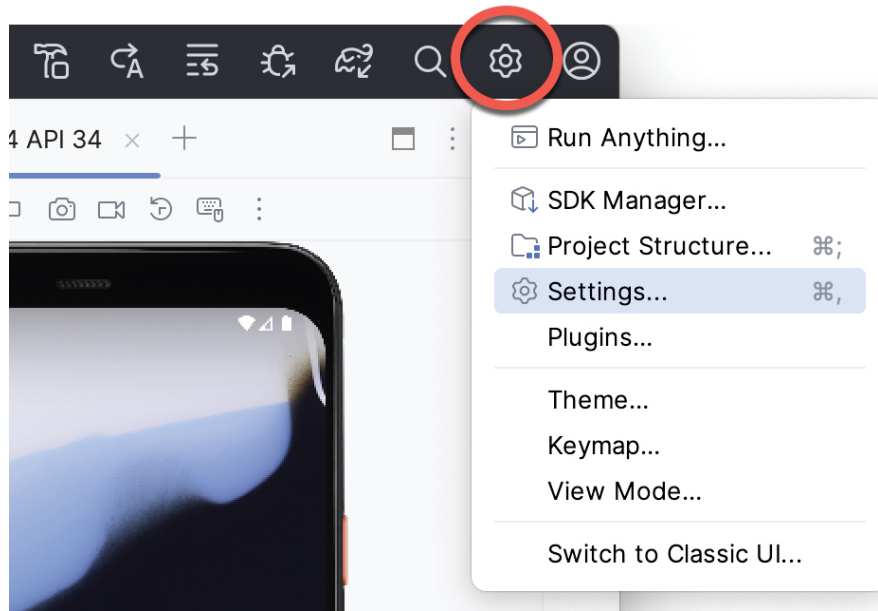 4 API 34
Run Anything...
SDK Manager...
Project Structure... ⌘;
Settings... ⌘,
Plugins...
Theme...
Keymap...
View Mode...
Switch to Classic UI...